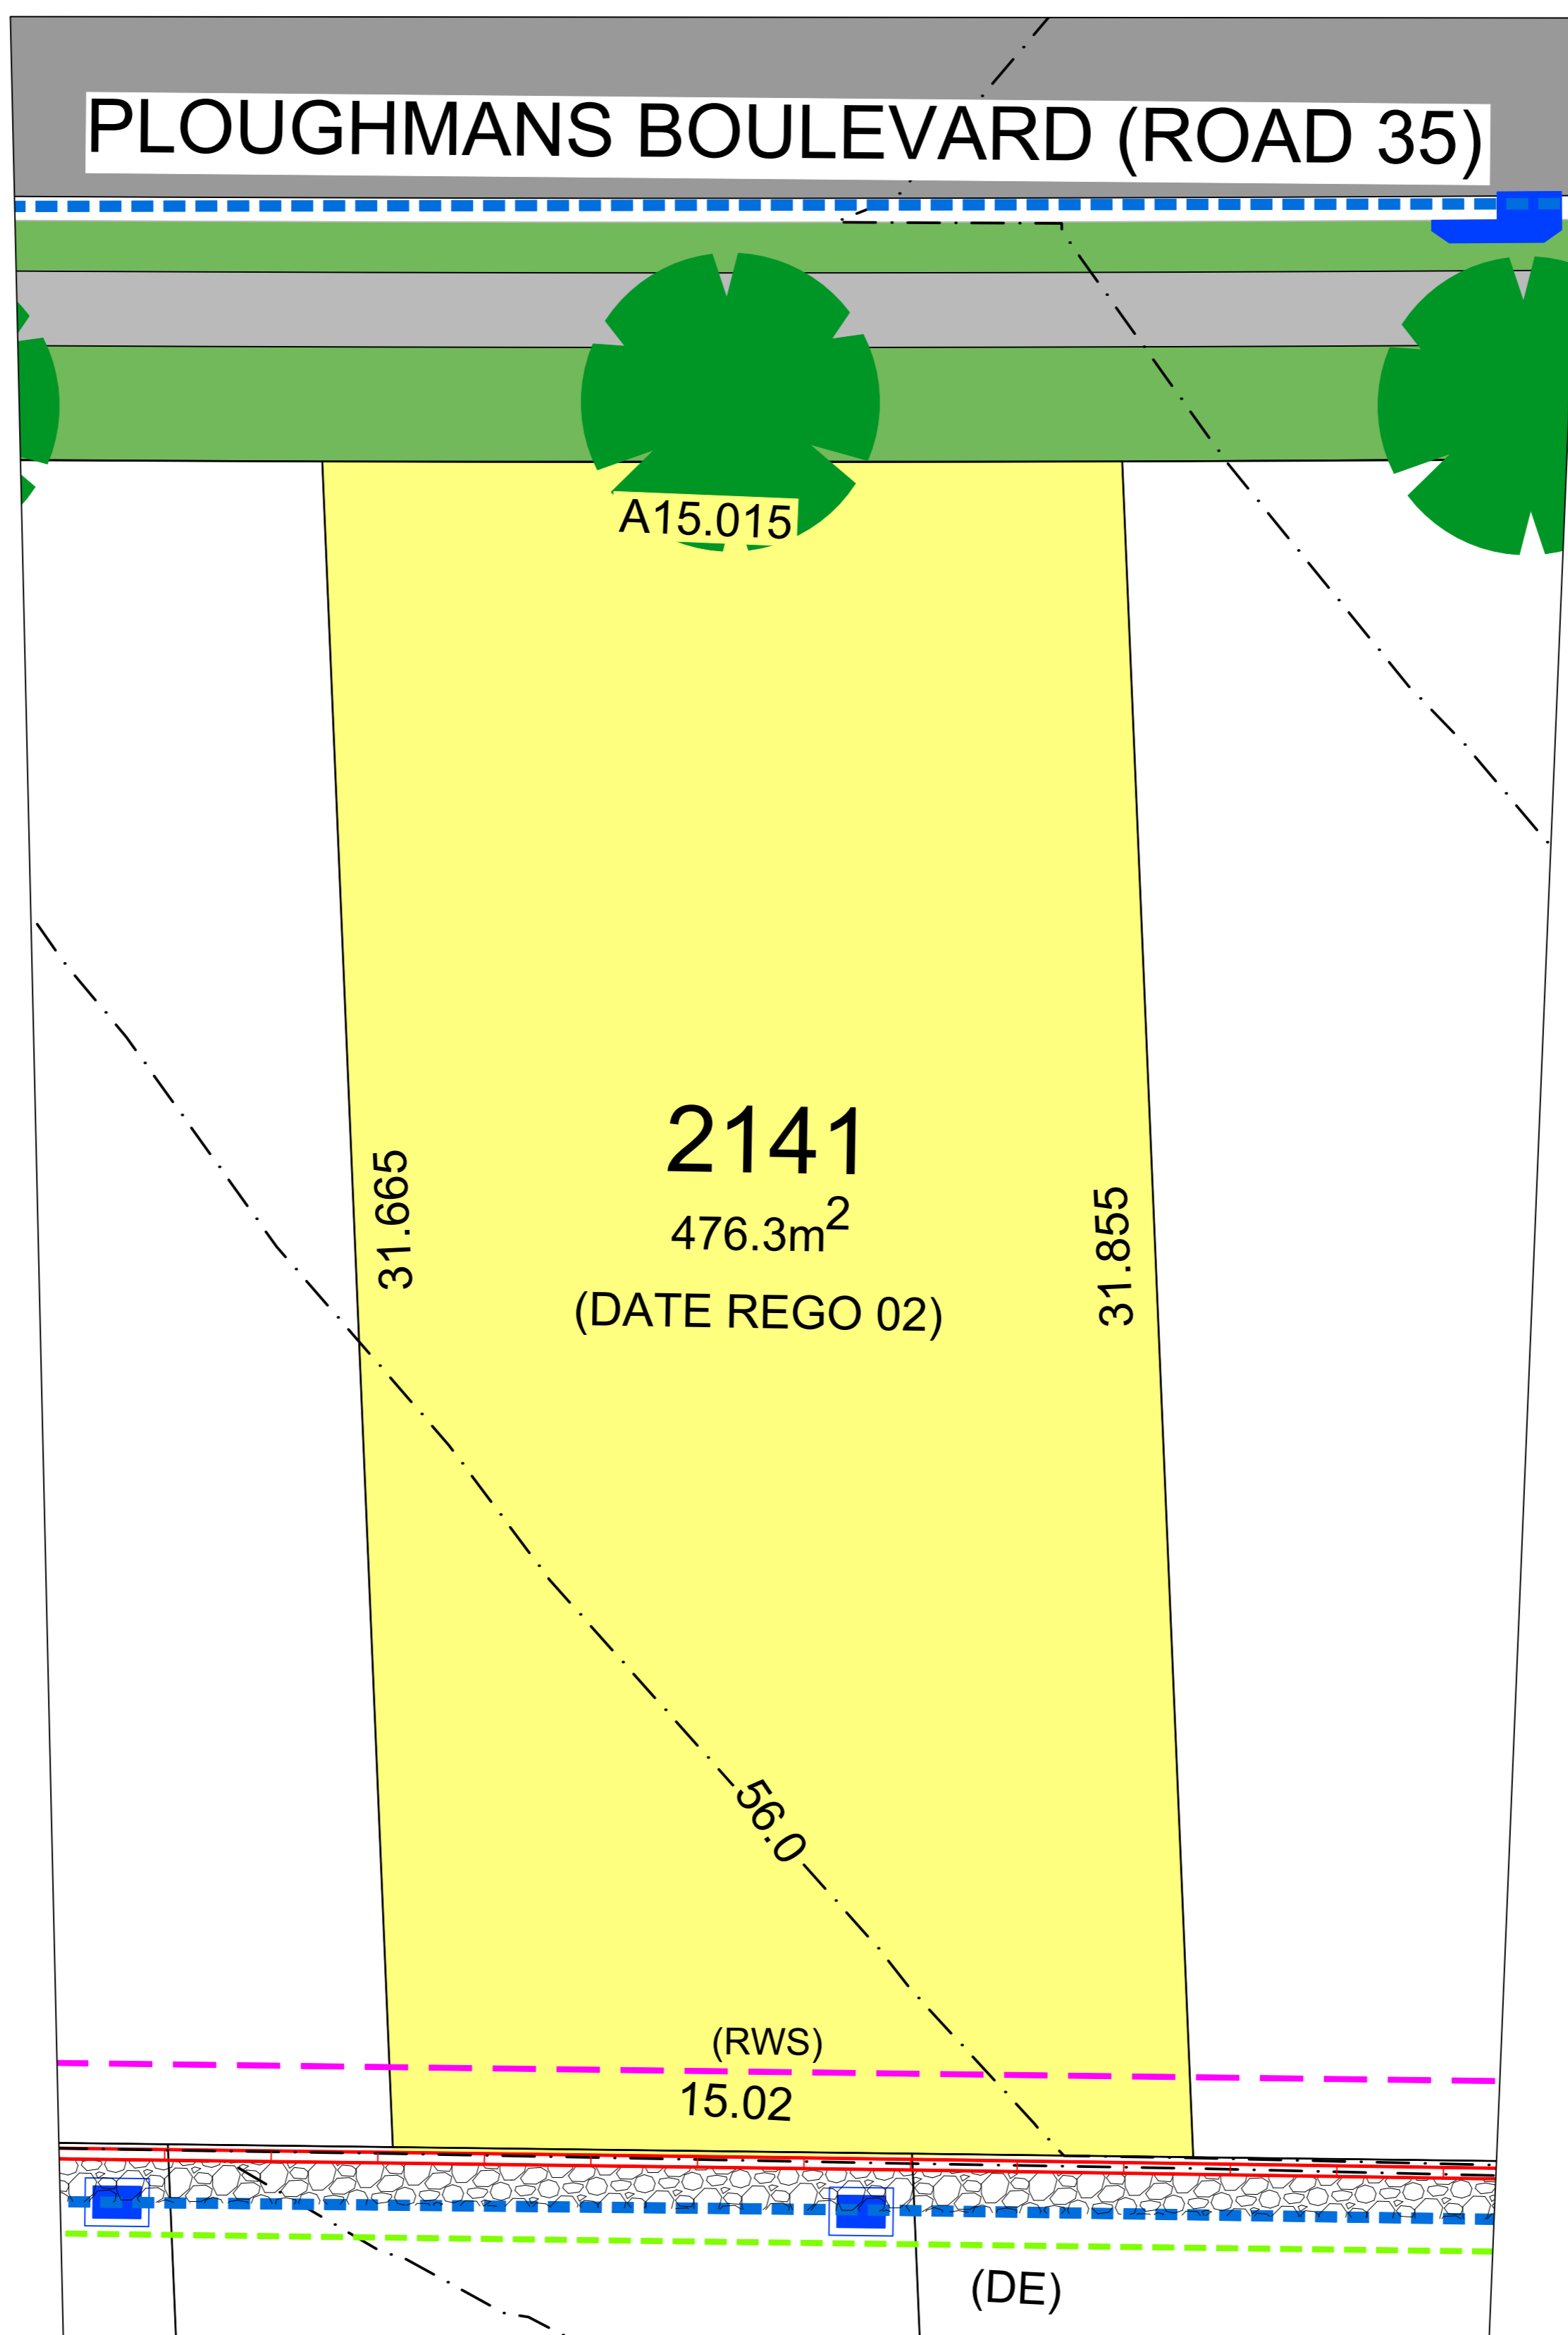 PLOUGHMANS BOULEVARD (ROAD 35)
A15.015
2141
476.3m²
(DATE REGO 02)
31.665
31.855
56.0
(RWS)
15.02
(DE)